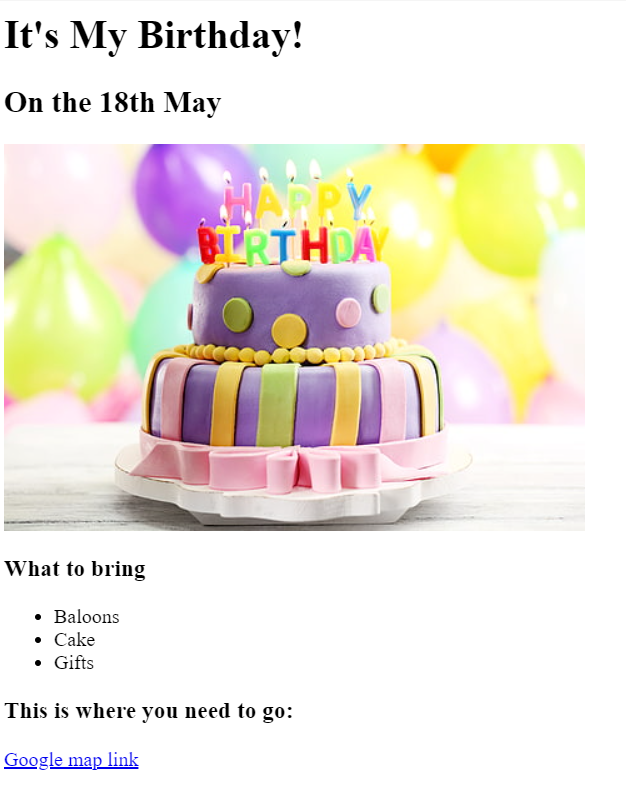 It's My Birthday!
On the 18th May
HAPPY
BIRTHDAY
What to bring
Baloons
Cake
Gifts
This is where you need to go:
Google map link